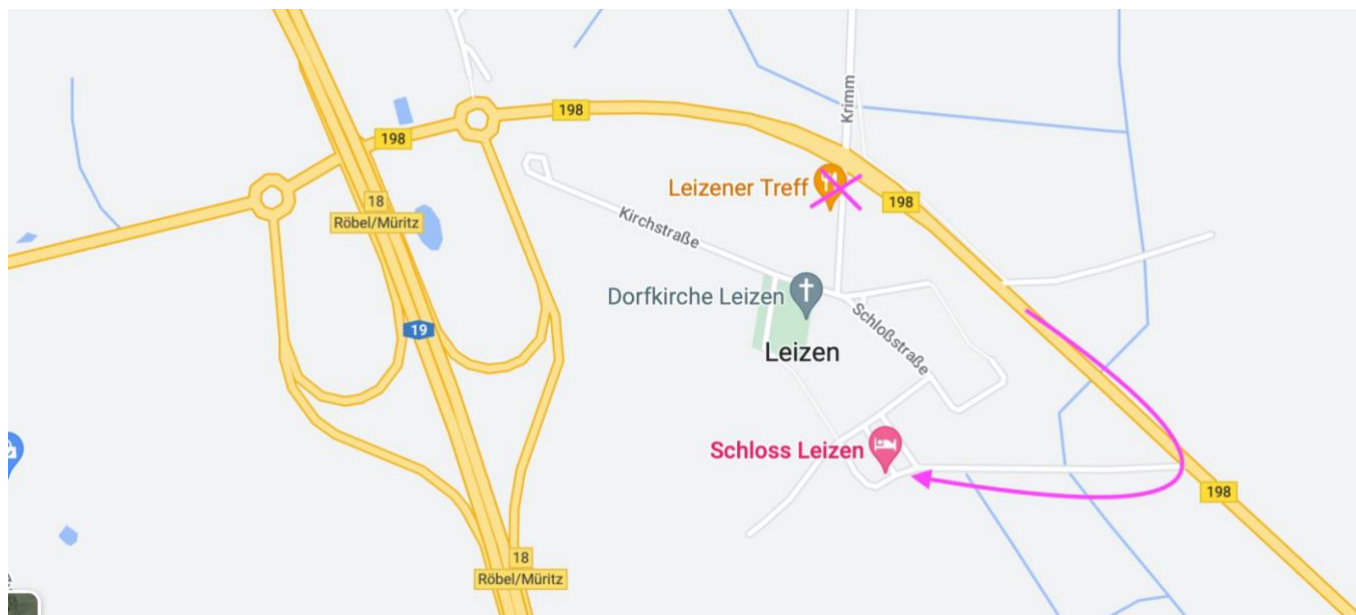 198
198
Krimm
18
Röbel/Müritz
Leizener Treff
198
Kirchstraße
Dorfkirche Leizen
Schloßstraße
19
Leizen
Schloss Leizen
198
18
Röbel/Müritz